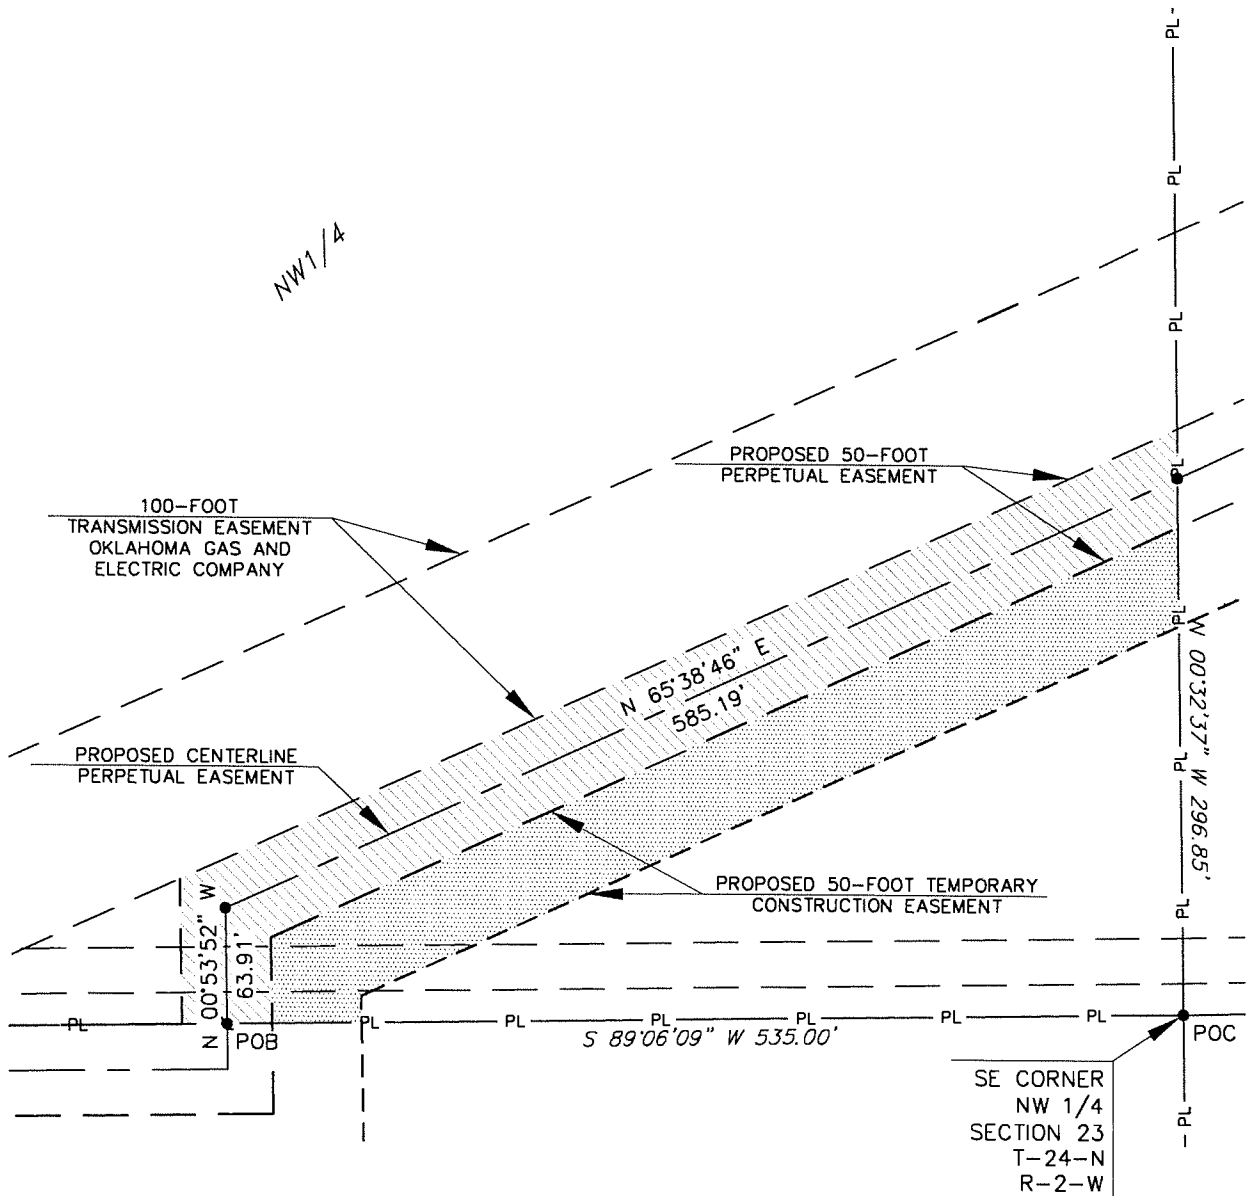 PL
PL
PL
NW1/4
PROPOSED 50-FOOT
PERPETUAL EASEMENT
PL
100-FOOT
TRANSMISSION EASEMENT
OKLAHOMA GAS AND
ELECTRIC COMPANY
PL
N 65°38'46" E
585.19'
N 00°32'37" W 296.85'
PROPOSED CENTERLINE
PERPETUAL EASEMENT
PL
PROPOSED 50-FOOT TEMPORARY
CONSTRUCTION EASEMENT
PL
N 00°53'52" W
63.91'
PL
POB
PL
PL
PL
PL
PL
PL
S 89°06'09" W 535.00'
POC
SE CORNER
NW 1/4
SECTION 23
T-24-N
R-2-W
PL